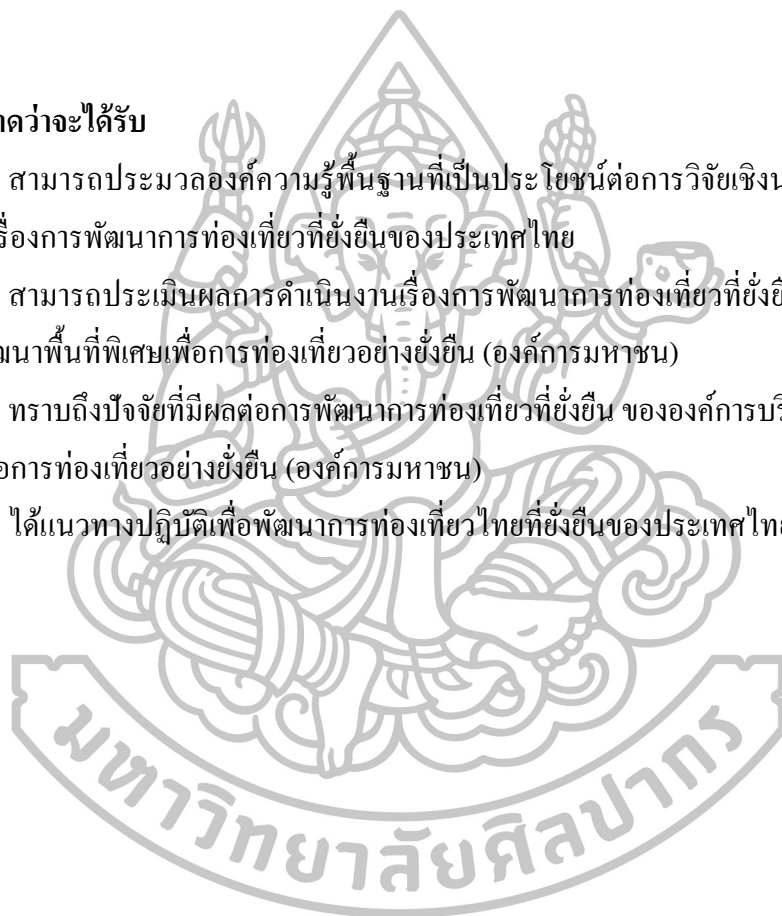 าดว่าจะได้รับ
สามารถประมวลองค์ความรู้พื้นฐานที่เป็นประโยชน์ต่อการวิจัยเชิงน
รื่องการพัฒนาการท่องเที่ยวที่ยั่งยืนของประเทศไทย
สามารถประเมินผลการดำเนินงานเรื่องการพัฒนาการท่องเที่ยวที่ยั่งยื
ฒนาพื้นที่พิเศษเพื่อการท่องเที่ยวอย่างยั่งยืน (องค์การมหาชน)
ทราบถึงปัจจัยที่มีผลต่อการพัฒนาการท่องเที่ยวที่ยั่งยืน ขององค์การบริ
อการท่องเที่ยวอย่างยั่งยืน (องค์การมหาชน)
ได้แนวทางปฏิบัติเพื่อพัฒนาการท่องเที่ยวไทยที่ยั่งยืนของประเทศไทย
มหาวิทยาลัยศิลปากร